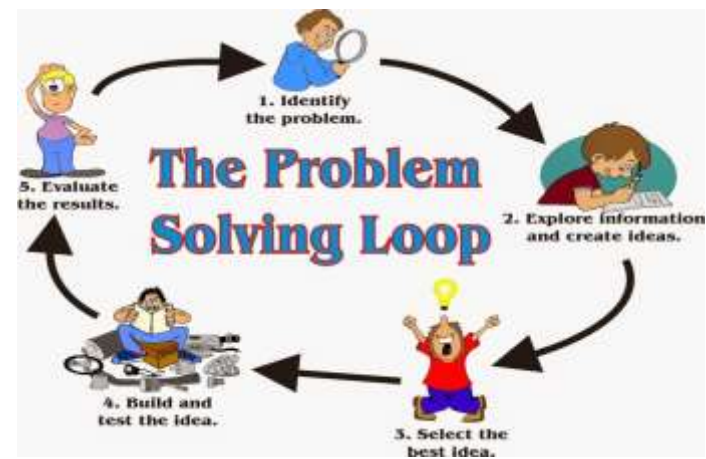 1. Identify
the problem.
The Problem
Solving Loop
2. Explore information
and create ideas.
3. Select the
best idea.
4. Build and
test the idea.
5. Evaluate
the results.